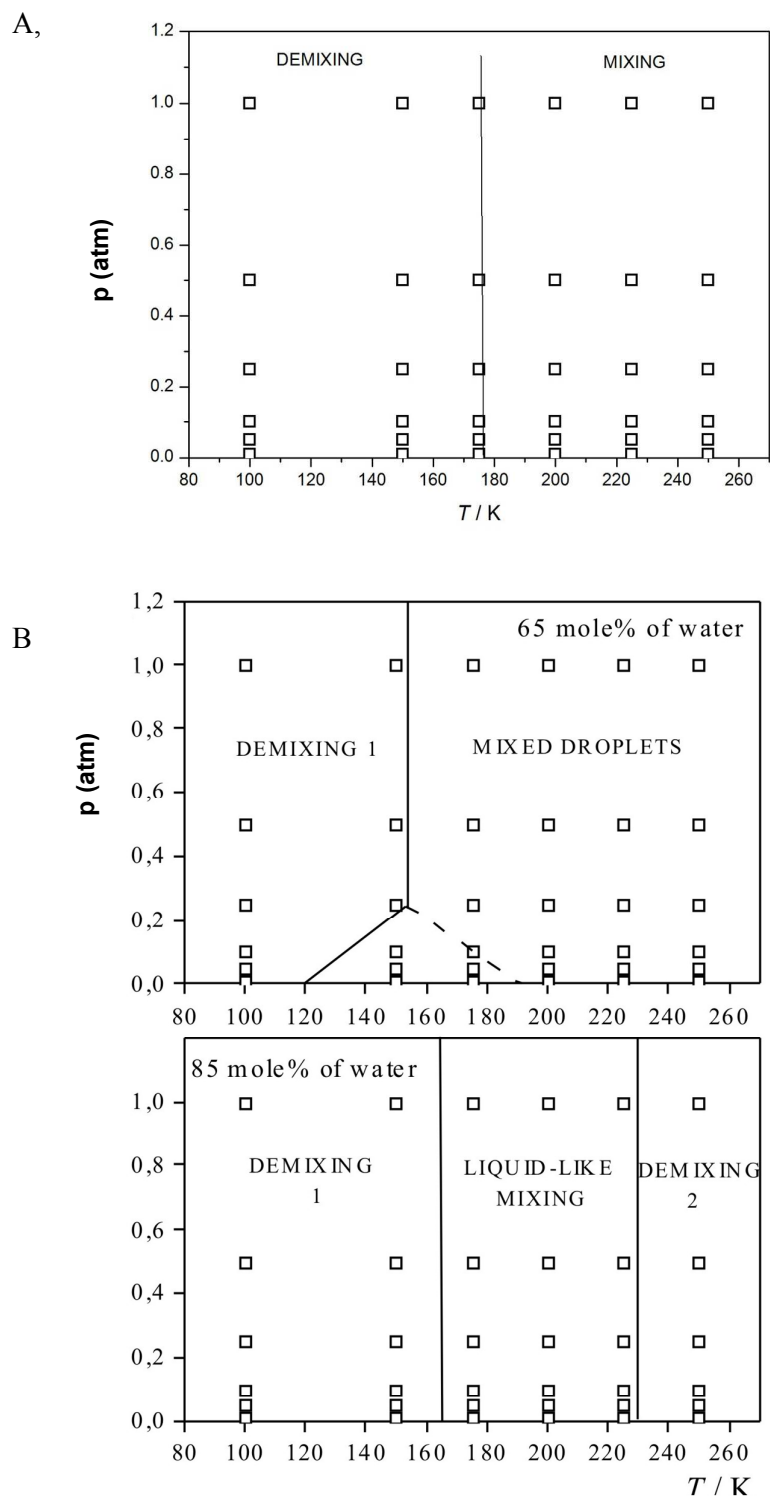 A,
1.2
DEMIXING
MIXING
1.0
0.8
p (atm)
0.6
0.4
0.2
0.0
80 100 120 140 160 180 200 220 240 260
T / K
B
1,2
65 mole% of water
1,0
0,8
DEMIXING 1
MIXED DROPLETS
p (atm)
0,6
0,4
0,2
0,0
80 100 120 140 160 180 200 220 240 260
85 mole% of water
1,0
0,8
DEMIXING
1
LIQUID-LIKE
MIXING
DEMIXING
2
0,6
0,4
0,2
0,0
80 100 120 140 160 180 200 220 240 260
T / K